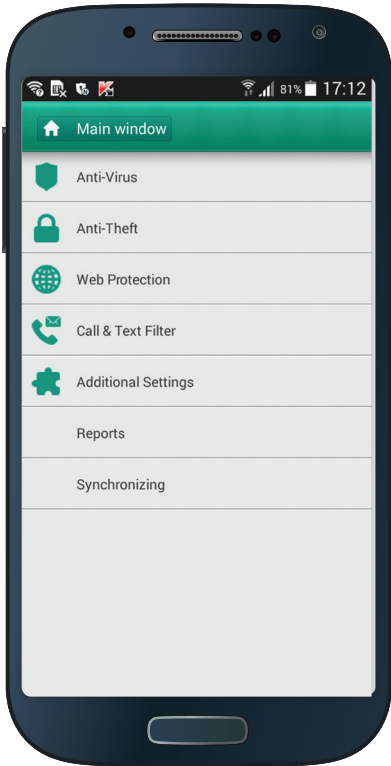 81% 17:12
Main window
Anti-Virus
Anti-Theft
Web Protection
Call & Text Filter
Additional Settings
Reports
Synchronizing